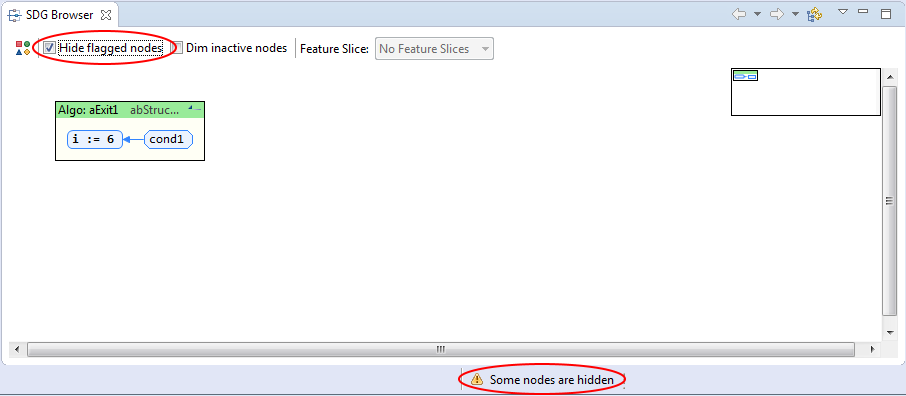 SDG Browser
Hide flagged nodes Dim inactive nodes Feature Slice: No Feature Slices
Algo: aExit1 abStruc...
i := 6 cond1
Some nodes are hidden